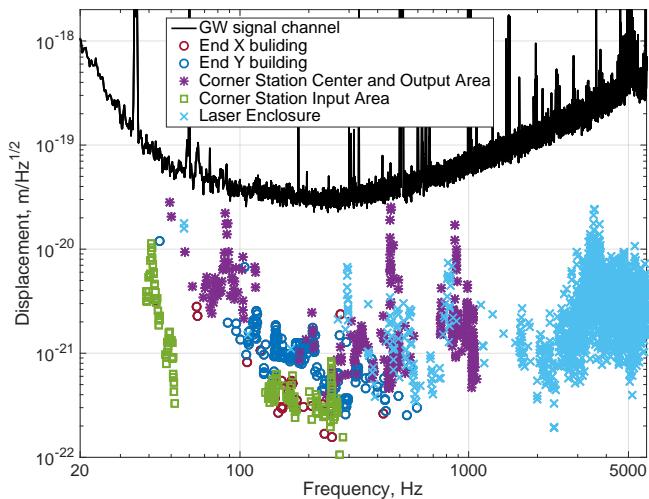 GW signal channel
End X builiding
End Y building
Corner Station Center and Output Area
Corner Station Input Area
Laser Enclosure
Displacement, m/Hz^1/2
10^-18
10^-19
10^-20
10^-21
10^-22
20 100 1000 5000
Frequency, Hz